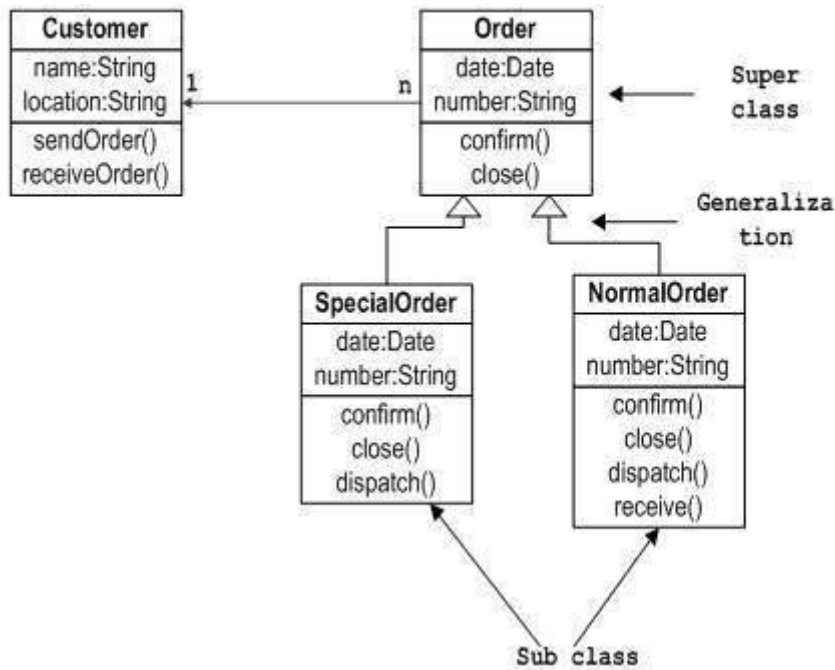 Customer
name:String
location:String
sendOrder()
receiveOrder()
1
n
Order
date:Date
number:String
confirm()
close()
Super
class
Generaliza
tion
SpecialOrder
date:Date
number:String
confirm()
close()
dispatch()
NormalOrder
date:Date
number:String
confirm()
close()
dispatch()
receive()
Sub class